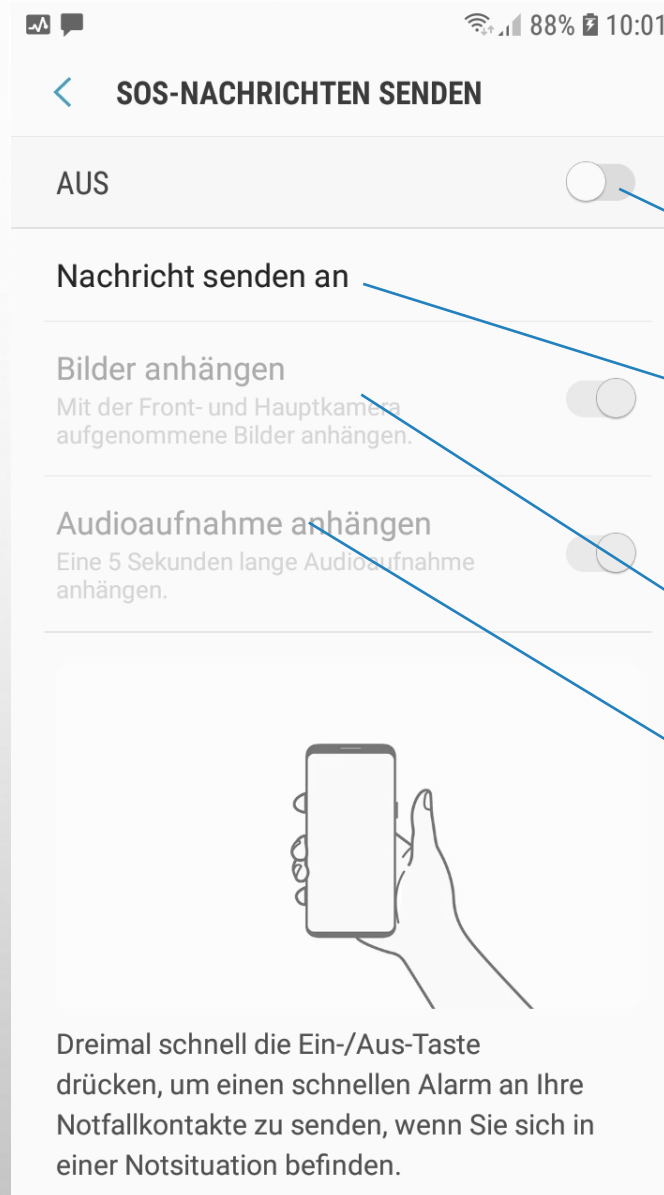 88% 10:01
SOS-NACHRICHTEN SENDEN
AUS
Nachricht senden an
Bilder anhängen
Mit der Front- und Hauptkamera
aufgenommene Bilder anhängen.
Audioaufnahme anhängen
Eine 5 Sekunden lange Audioaufnahme
anhängen.
Dreimal schnell die Ein-/Aus-Taste
drücken, um einen schnellen Alarm an Ihre
Notfallkontakte zu senden, wenn Sie sich in
einer Notsituation befinden.